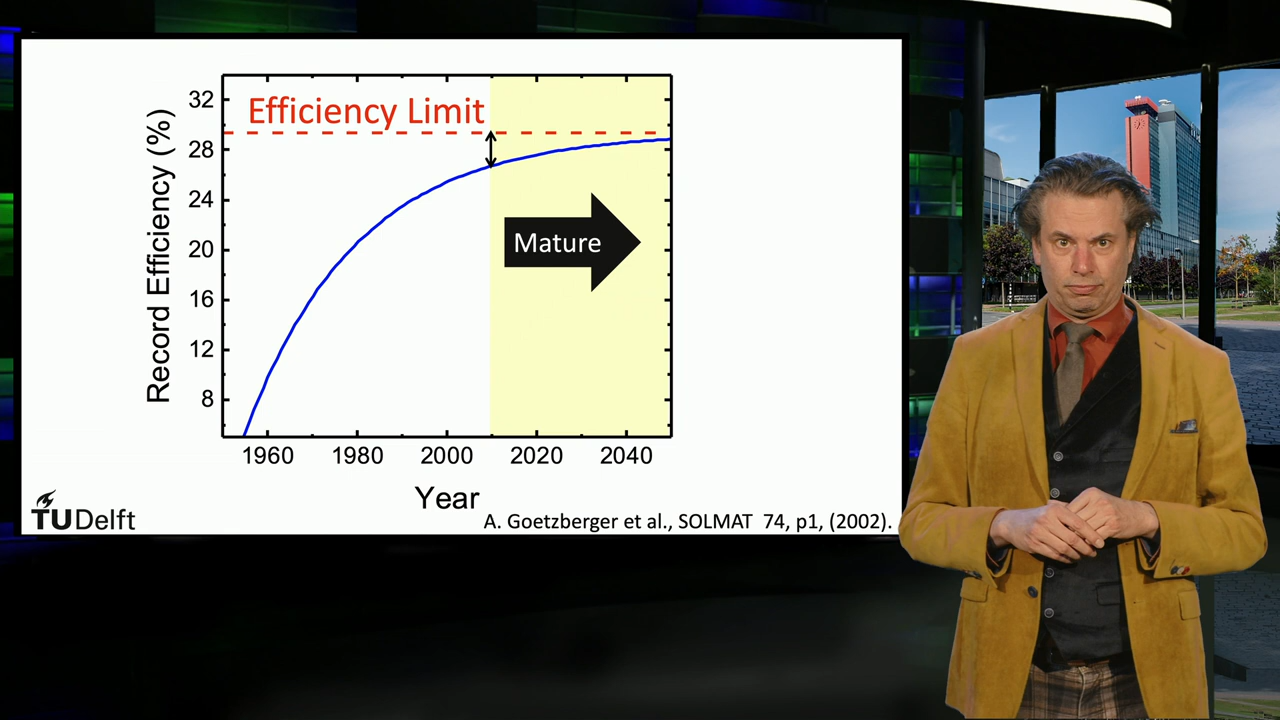 Efficiency Limit
Record Efficiency (%)
32
28
24
20
16
12
8
Mature
1960 1980 2000 2020 2040
Year
TUDelft
A. Goetzberger et al., SOLMAT 74, p1, (2002).